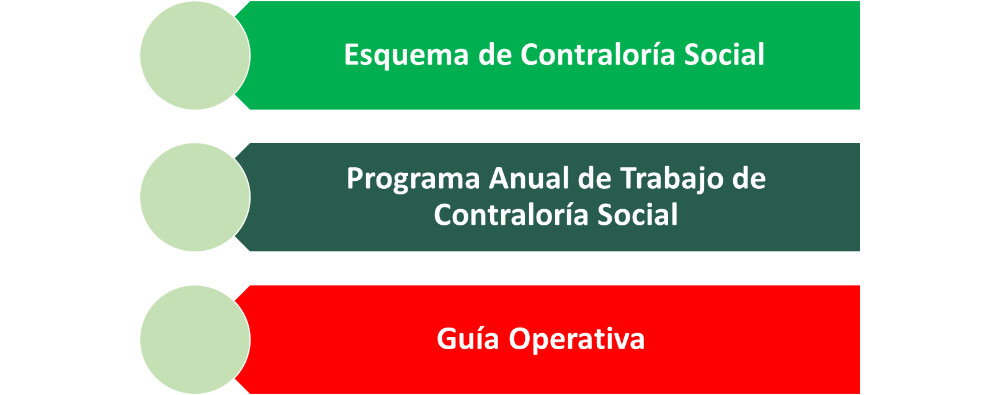 Esquema de Contraloría Social
Programa Anual de Trabajo de
Contraloría Social
Guía Operativa